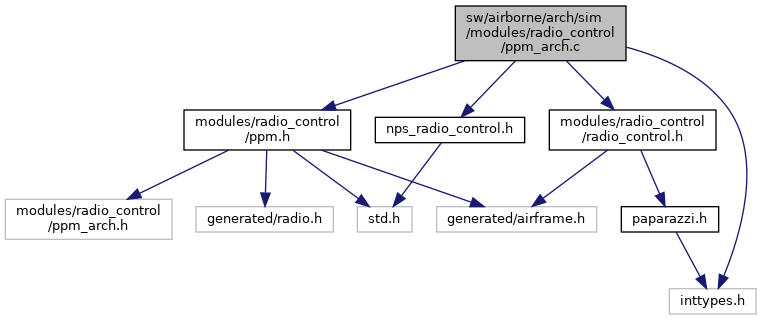 sw/airborne/arch/sim
/modules/radio_control
/ppm_arch.c
modules/radio_control
/ppm.h
nps_radio_control.h
modules/radio_control
/radio_control.h
modules/radio_control
/ppm_arch.h
generated/radio.h
std.h
generated/airframe.h
paparazzi.h
inttypes.h